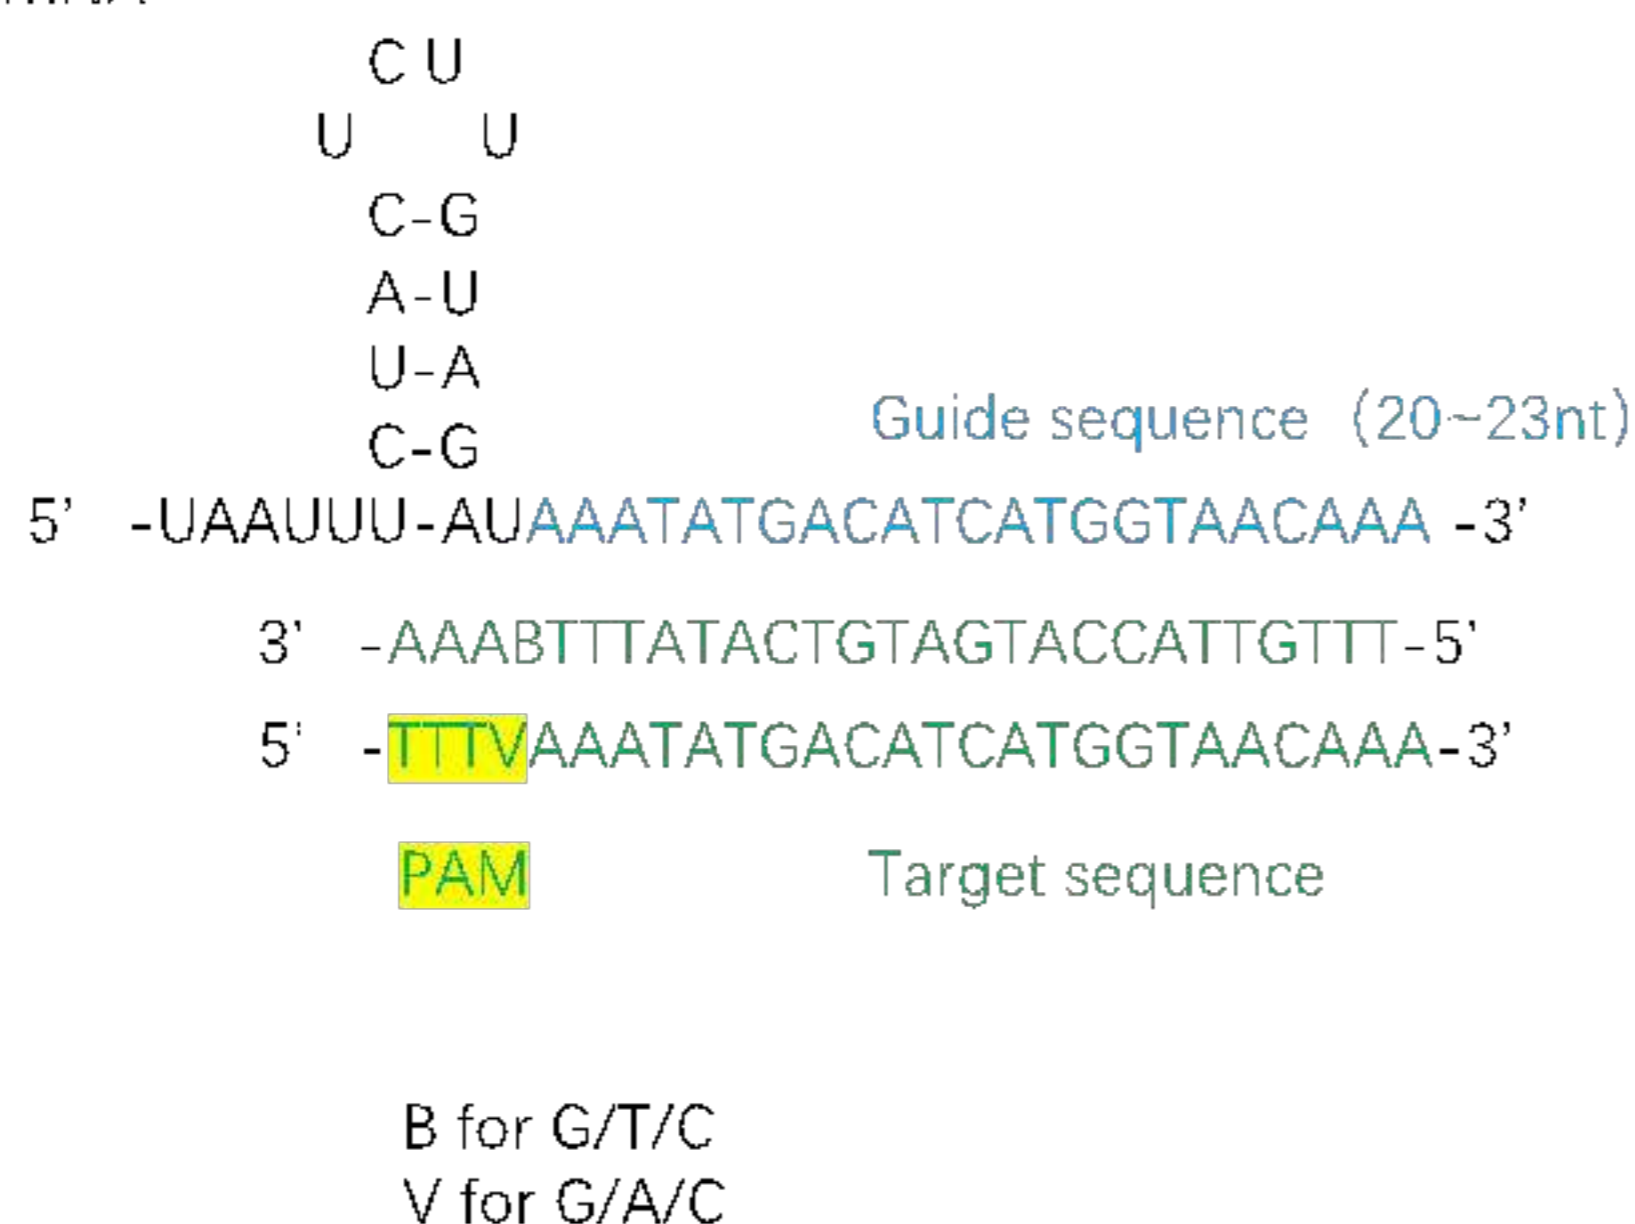 C U
U U
C-G
A-U
U-A
C-G
Guide sequence (20~23nt)
5' -UAAUUU-AUAAATATGACATCATGGTAACAAA -3'
3' -AAABTTTATACTGTAGTACCATTGTTT-5'
5' -TTTVAAATATGACATCATGGTAACAAA-3'
PAM Target sequence
B for G/T/C
V for G/A/C